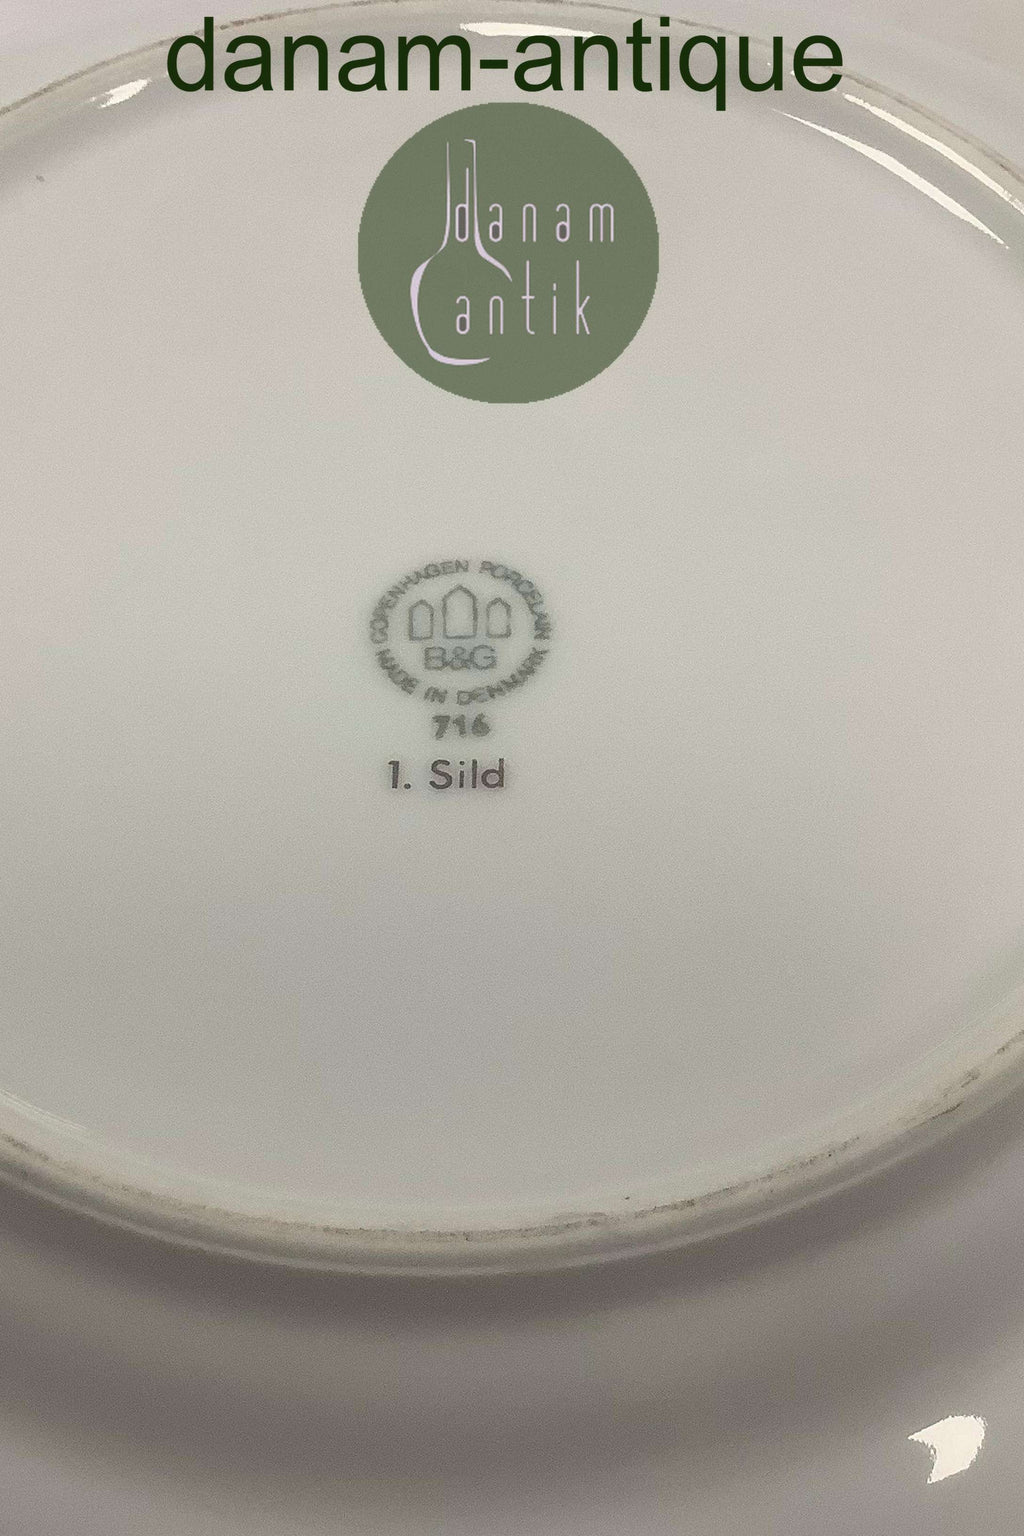 danam-antique
danam
antik
COPENHAGEN PORCELAIN
B&G
MADE IN DENMARK
716
1. Sild